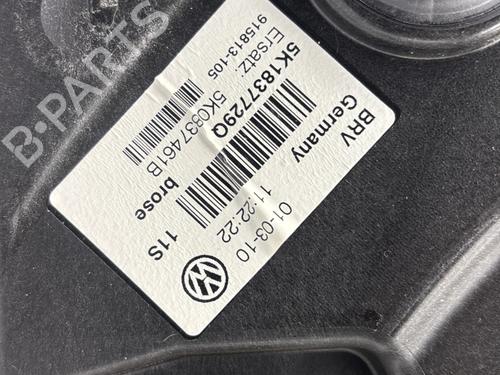 BRV
Germany
5K1837729Q
Ersatz: 5K0837461B
915813-105
01-03-10
11:22:22
brose
11S
B-PARTS